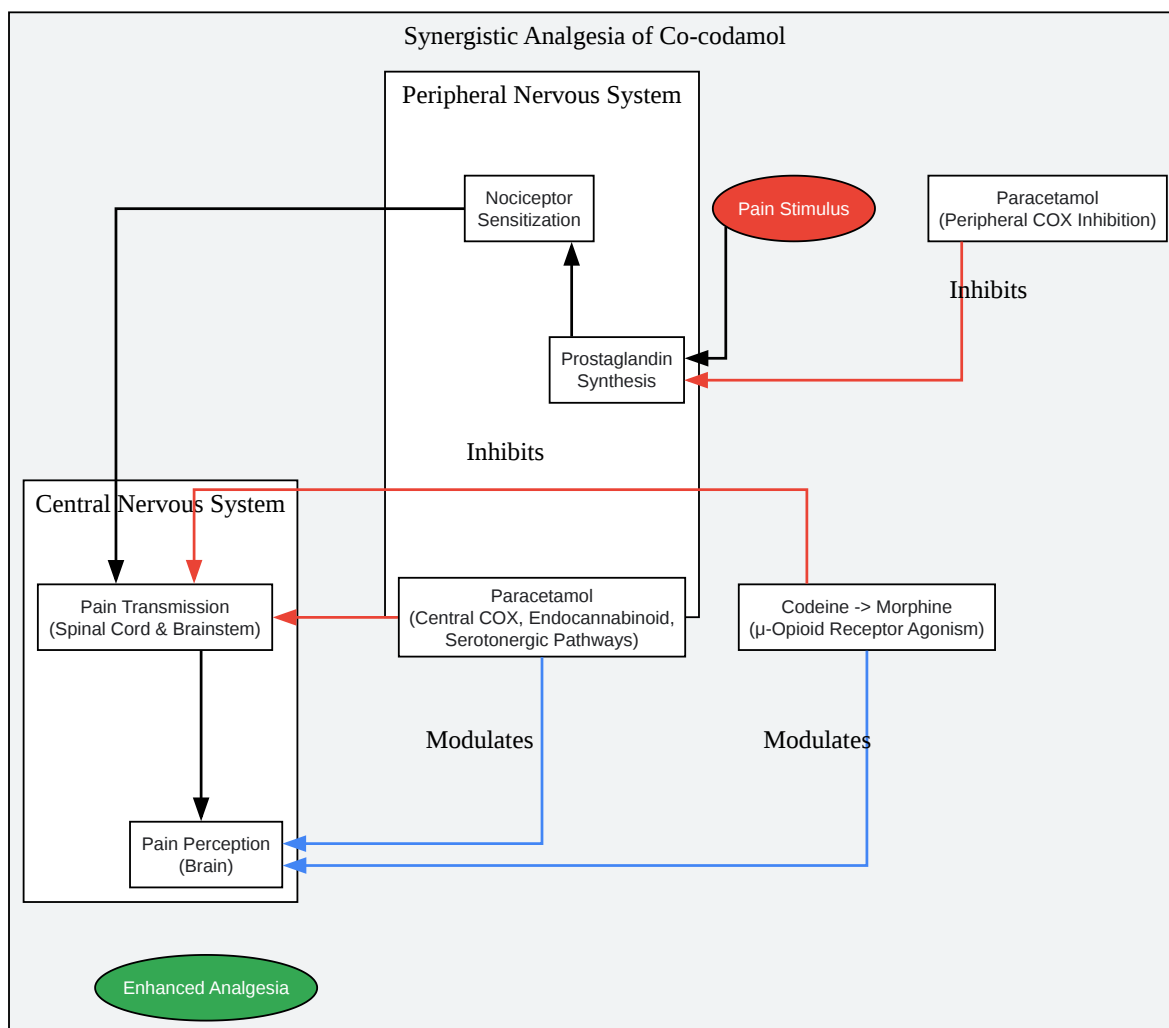 Synergistic Analgesia of Co-codamol
Peripheral Nervous System
Nociceptor
Sensitization
Pain Stimulus
Paracetamol
(Peripheral COX Inhibition)
Inhibits
Prostaglandin
Synthesis
Inhibits
Central Nervous System
Pain Transmission
(Spinal Cord & Brainstem)
Paracetamol
(Central COX, Endocannabinoid,
Serotonergic Pathways)
Codeine -> Morphine
(μ-Opioid Receptor Agonism)
Modulates
Modulates
Pain Perception
(Brain)
Enhanced Analgesia